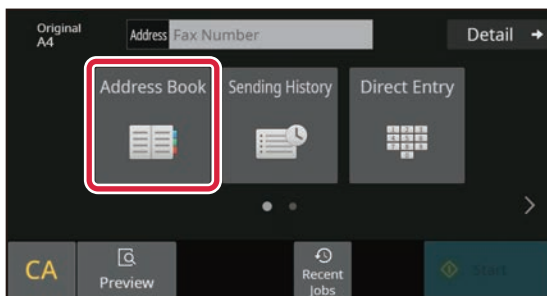 Original
A4
Address Fax Number
Detail
Address Book
Sending History
Direct Entry
CA
Preview
Recent
Jobs
Start